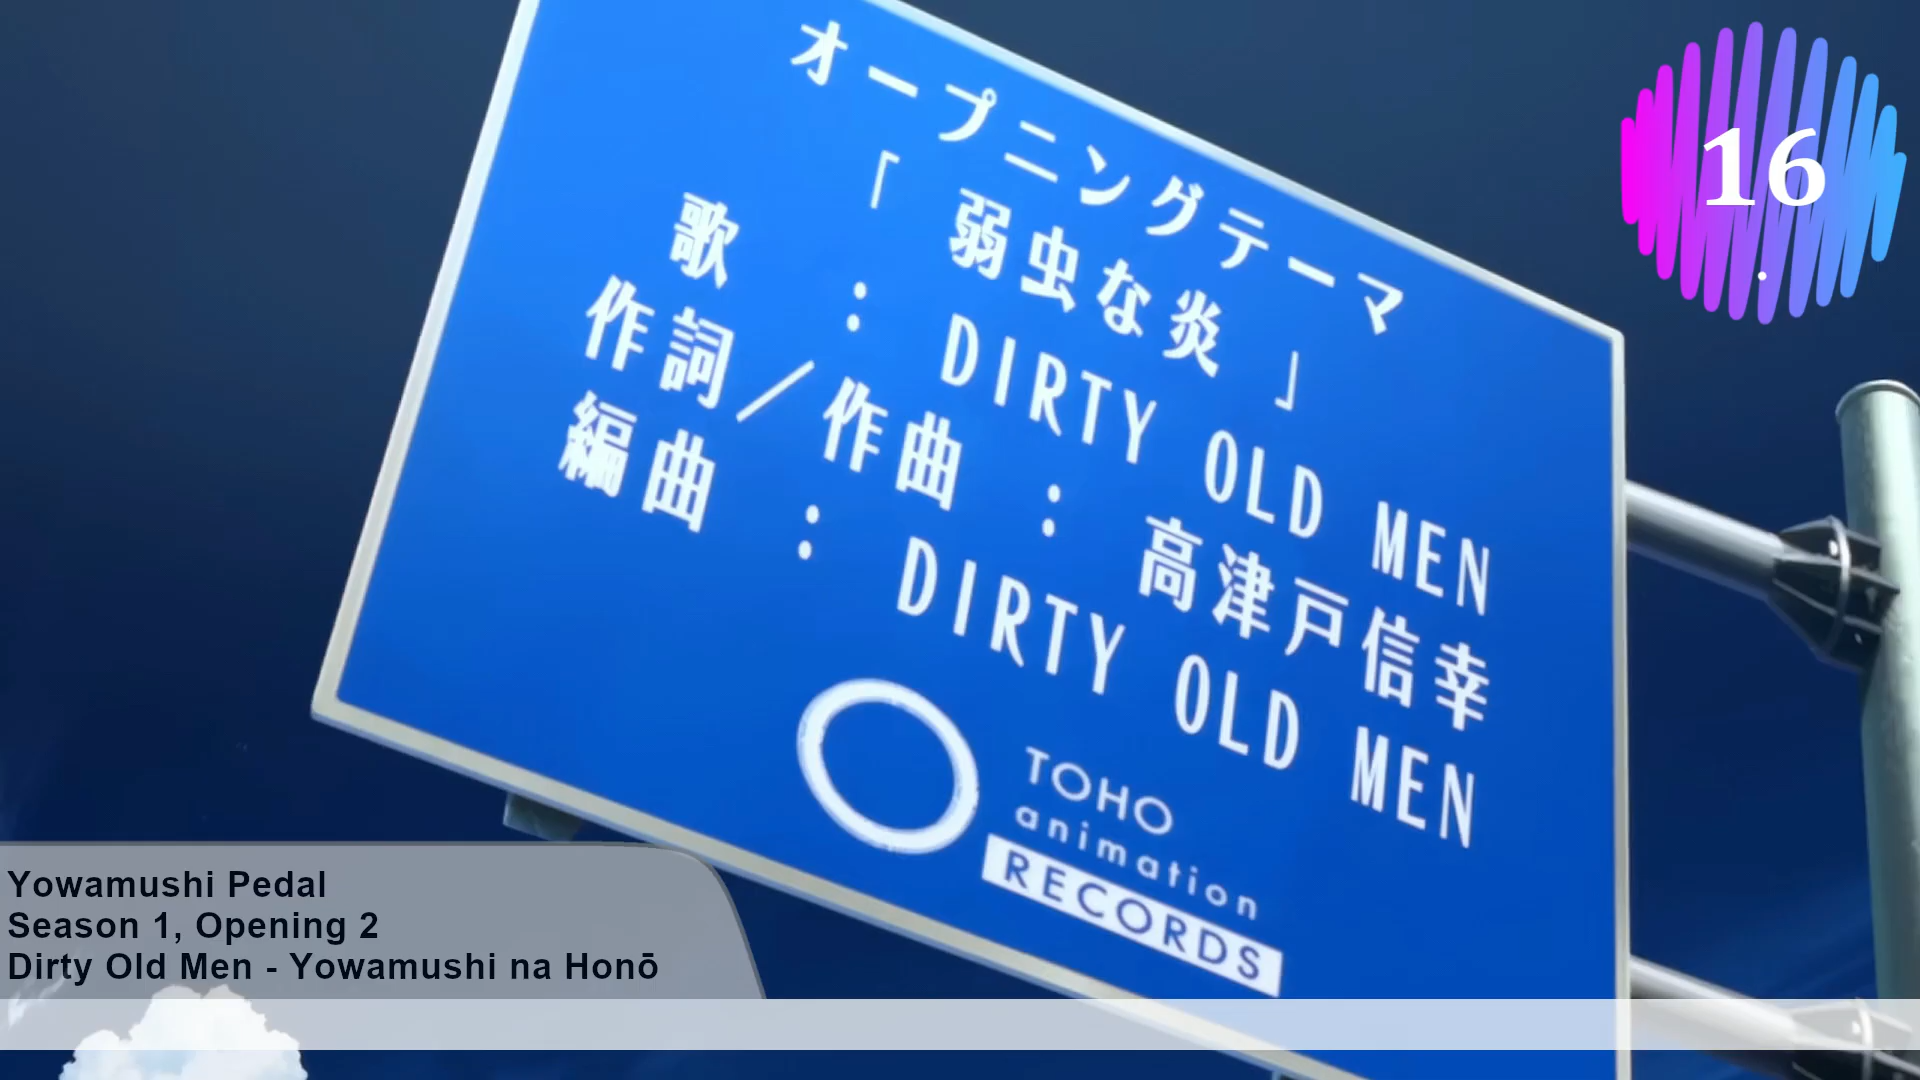 オープニングテーマ
「弱虫な炎」
歌 : DIRTY OLD MEN
作詞／作曲 : 高津戸信幸
編曲 : DIRTY OLD MEN
TOHO
animation
RECORDS
16
Yowamushi Pedal
Season 1, Opening 2
Dirty Old Men - Yowamushi na Honō